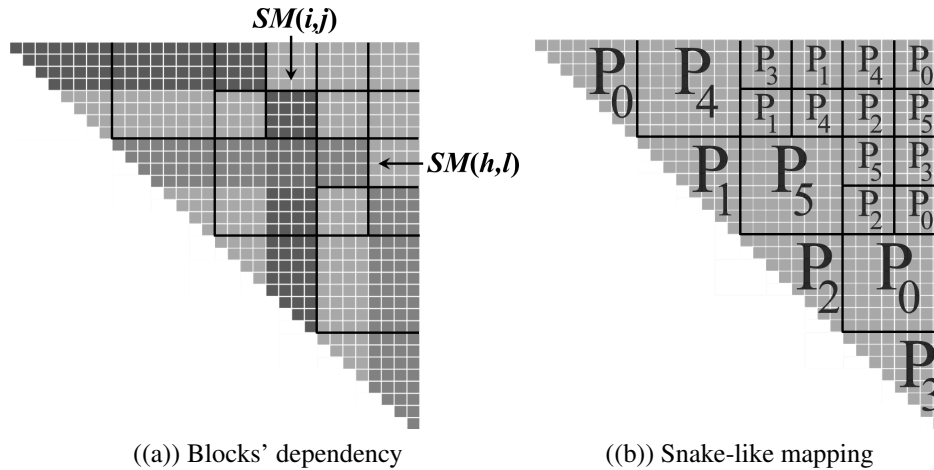 SM(i,j)
SM(h,l)
((a)) Blocks' dependency
P0 P4 P3 P1 P4 P0
P1 P4 P2 P5
P1 P5 P5 P3
P2 P0
P2 P0
P3
((b)) Snake-like mapping